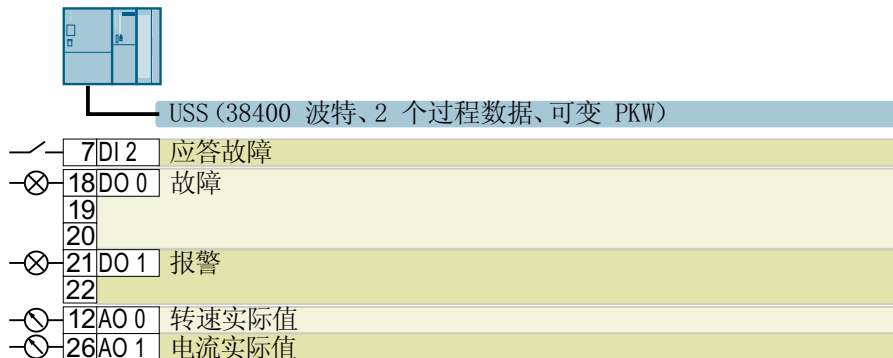 USS(38400 波特、2 个过程数据、可变 PKW)
7 DI 2 应答故障
18 DO 0 故障
19
20
21 DO 1 报警
22
12 AO 0 转速实际值
26 AO 1 电流实际值